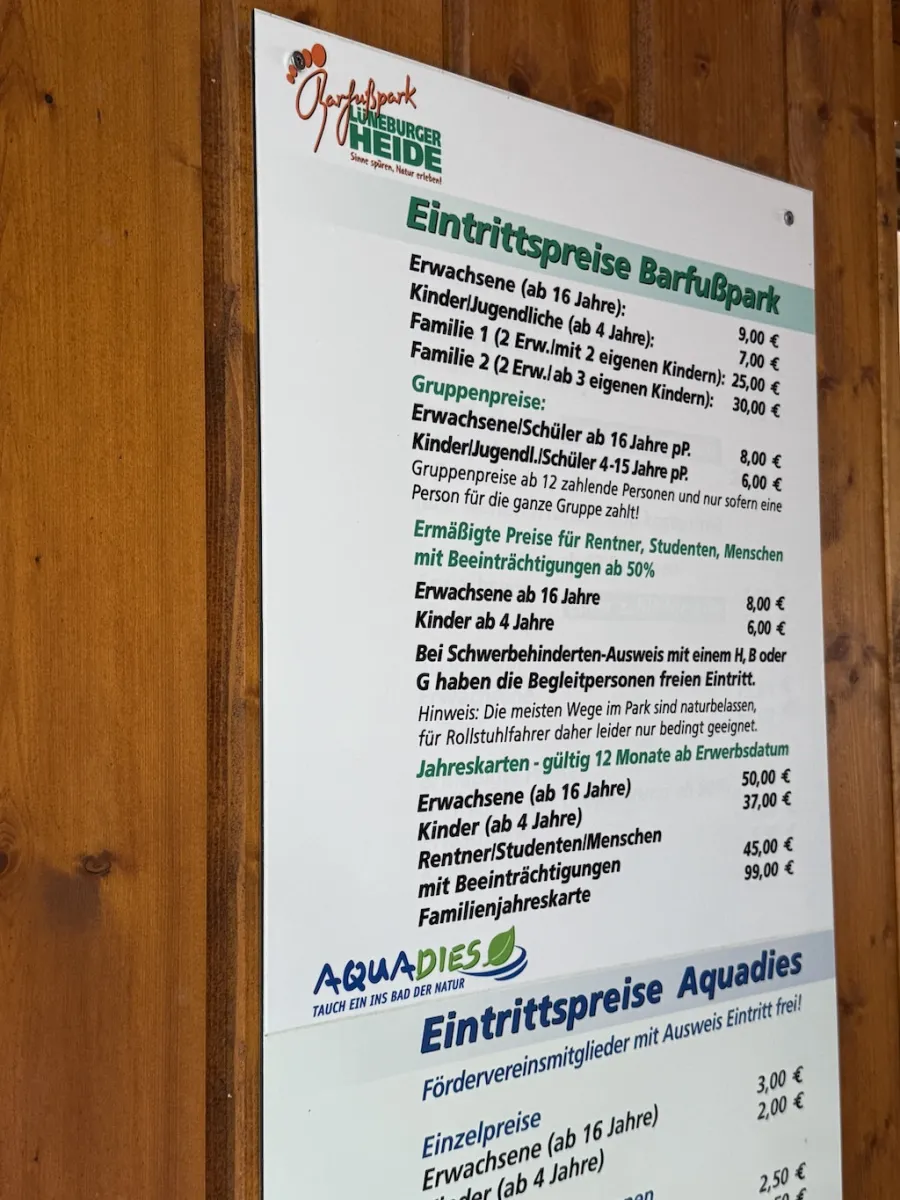 Barfußpark
LÜNEBURGER
HEIDE
Sinne spüren, Natur erleben!
Eintrittspreise Barfußpark
Erwachsene (ab 16 Jahre): 9,00 €
Kinder/Jugendliche (ab 4 Jahre): 7,00 €
Familie 1 (2 Erw./mit 2 eigenen Kindern): 25,00 €
Familie 2 (2 Erw./ab 3 eigenen Kindern): 30,00 €
Gruppenpreise:
Erwachsene/Schüler ab 16 Jahre pP. 8,00 €
Kinder/Jugendl./Schüler 4-15 Jahre pP. 6,00 €
Gruppenpreise ab 12 zahlende Personen und nur sofern eine
Person für die ganze Gruppe zahlt!
Ermäßigte Preise für Rentner, Studenten, Menschen
mit Beeinträchtigungen ab 50%
Erwachsene ab 16 Jahre 8,00 €
Kinder ab 4 Jahre 6,00 €
Bei Schwerbehinderten-Ausweis mit einem H, B oder
G haben die Begleitpersonen freien Eintritt.
Hinweis: Die meisten Wege im Park sind naturbelassen,
für Rollstuhlfahrer daher leider nur bedingt geeignet.
Jahreskarten - gültig 12 Monate ab Erwerbsdatum
Erwachsene (ab 16 Jahre) 50,00 €
Kinder (ab 4 Jahre) 37,00 €
Rentner/Studenten/Menschen
mit Beeinträchtigungen 45,00 €
Familienjahreskarte 99,00 €
AQUADIES
TAUCH EIN INS BAD DER NATUR
Eintrittspreise Aquadies
Fördervereinsmitglieder mit Ausweis Eintritt frei!
Einzelpreise
Erwachsene (ab 16 Jahre) 3,00 €
(ab 4 Jahre) 2,00 €
2,50 €